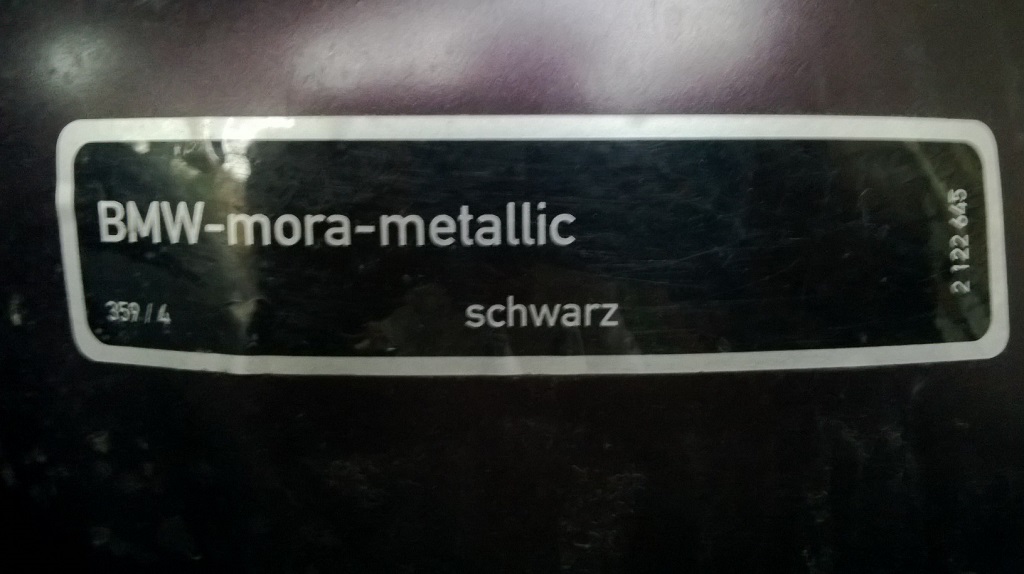 BMW-mora-metallic
359/4
schwarz
2 122 645